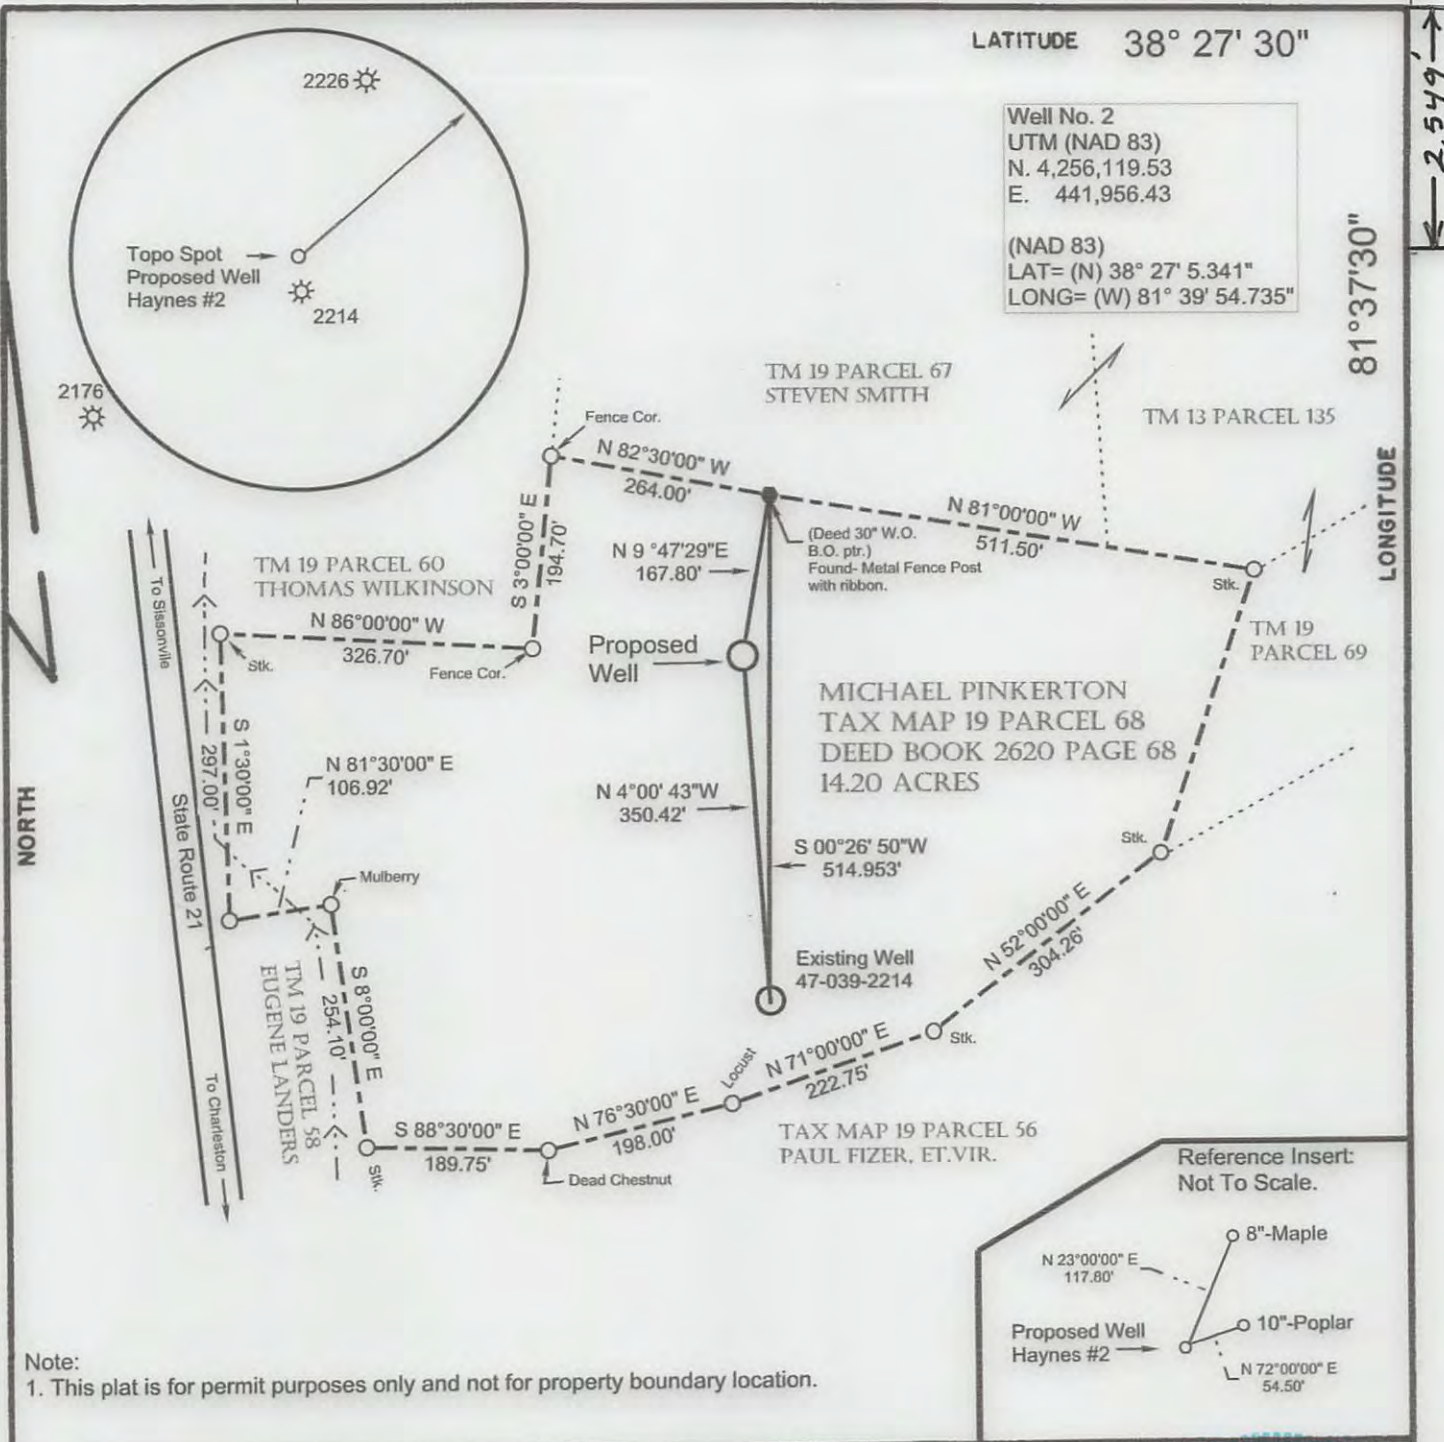 LATITUDE 38° 27' 30"
2,549'
2226
Well No. 2
UTM (NAD 83)
N. 4,256,119.53
E. 441,956.43
(NAD 83)
LAT= (N) 38° 27' 5.341"
LONG= (W) 81° 39' 54.735"
Topo Spot
Proposed Well
Haynes #2
2214
2176
81°37'30"
LONGITUDE
TM 19 PARCEL 67
STEVEN SMITH
TM 13 PARCEL 135
Fence Cor.
N 82°30'00" W
264.00'
N 81°00'00" W
511.50'
(Deed 30" W.O.
B.O. ptr.)
Found- Metal Fence Post
with ribbon.
N 9 °47'29"E
167.80'
S 3°00'00" E
194.70'
TM 19 PARCEL 60
THOMAS WILKINSON
N 86°00'00" W
326.70'
Stk.
Fence Cor.
Stk.
To Sissonvile
Proposed
Well
TM 19
PARCEL 69
MICHAEL PINKERTON
TAX MAP 19 PARCEL 68
DEED BOOK 2620 PAGE 68
14.20 ACRES
S 1°30'00" E
297.00'
N 81°30'00" E
106.92'
N 4°00' 43"W
350.42'
NORTH
State Route 21
S 00°26' 50"W
514.953'
Stk.
Mulberry
N 52°00'00" E
304.26'
Existing Well
47-039-2214
S 8°00'00" E
254.10'
TM 19 PARCEL 58
EUGENE LANDERS
Stk.
N 71°00'00" E
222.75'
Locust
To Charleston
N 76°30'00" E
198.00'
S 88°30'00" E
189.75'
Stk.
Dead Chestnut
TAX MAP 19 PARCEL 56
PAUL FIZER, ET.VIR.
Reference Insert:
Not To Scale.
8"-Maple
N 23°00'00" E
117.80'
10"-Poplar
Proposed Well
Haynes #2
N 72°00'00" E
54.50'
Note:
1. This plat is for permit purposes only and not for property boundary location.